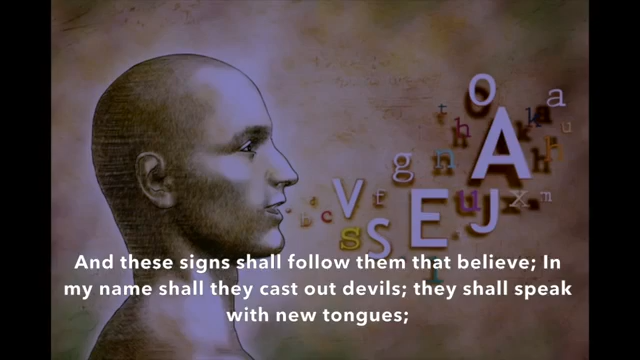 And these signs shall follow them that believe; In
my name shall they cast out devils; they shall speak
with new tongues;
O
a
t
h
A
k
a
u
h
g
n
h
V
f
c
S
S
E
u
J
x
m